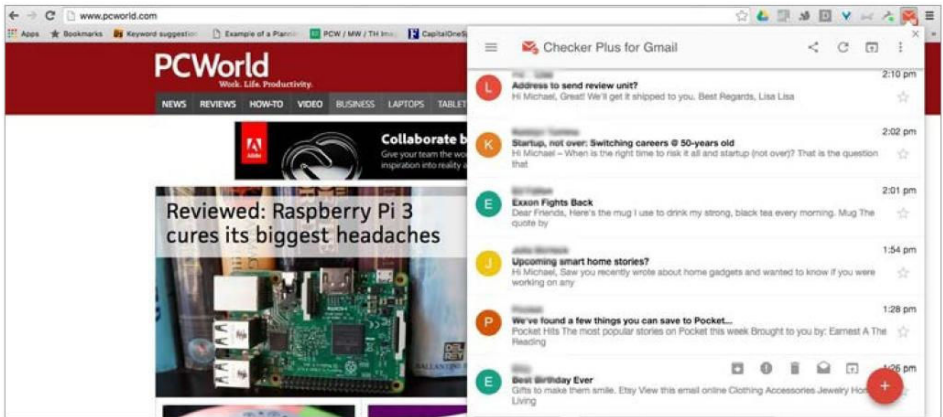 www.pcworld.com
Apps Bookmarks Keyword suggestion Example of a Plannin PCW / MW / TH Ima CapitalOneSp
PCWorld
Work. Life. Productivity.
NEWS REVIEWS HOW-TO VIDEO BUSINESS LAPTOPS TABLET
Adobe
Collaborate b
Give your team the wo
inspiration into reality a
Reviewed: Raspberry Pi 3
cures its biggest headaches
Checker Plus for Gmail
L
2:10 pm
Address to send review unit?
Hi Michael, Great! We'll get it shipped to you. Best Regards, Lisa Lisa
K
2:02 pm
Startup, not over: Switching careers @ 50-years old
Hi Michael – When is the right time to risk it all and startup (not over)? That is the question
that
E
2:01 pm
Exxon Fights Back
Dear Friends, Here's the mug I use to drink my strong, black tea every morning. Mug The
quote by
J
1:54 pm
Upcoming smart home stories?
Hi Michael, Saw you recently wrote about home gadgets and wanted to know if you were
working on any
P
1:28 pm
We've found a few things you can save to Pocket...
Pocket Hits The most popular stories on Pocket this week Brought to you by: Earnest A The
Reading
E
1:26 pm
Best Birthday Ever
Gifts to make them smile. Etsy View this email online Clothing Accessories Jewelry Hom
Living